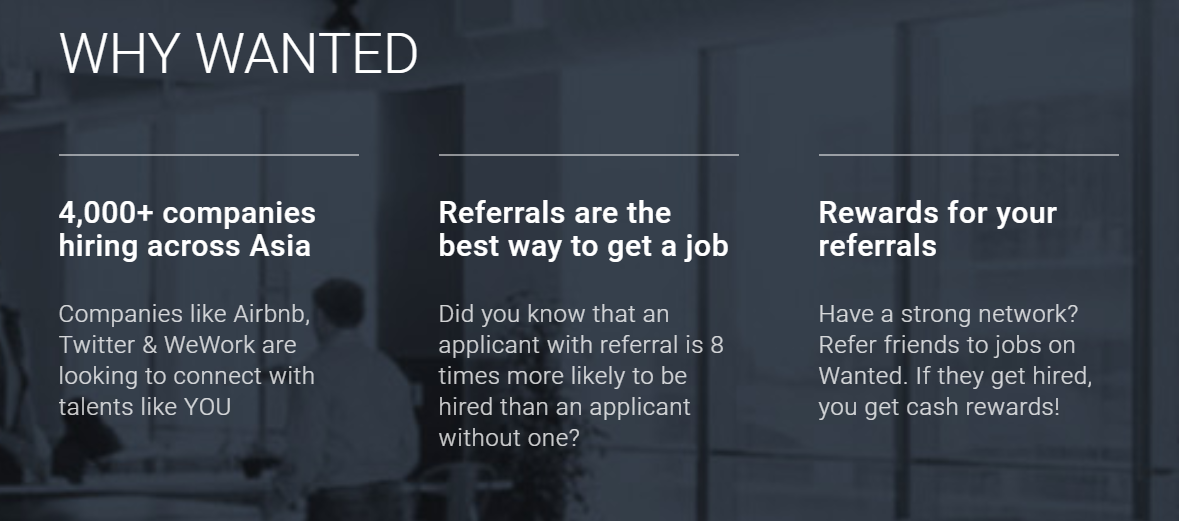 WHY WANTED
4,000+ companies
hiring across Asia
Companies like Airbnb,
Twitter & WeWork are
looking to connect with
talents like YOU
Referrals are the
best way to get a job
Did you know that an
applicant with referral is 8
times more likely to be
hired than an applicant
without one?
Rewards for your
referrals
Have a strong network?
Refer friends to jobs on
Wanted. If they get hired,
you get cash rewards!